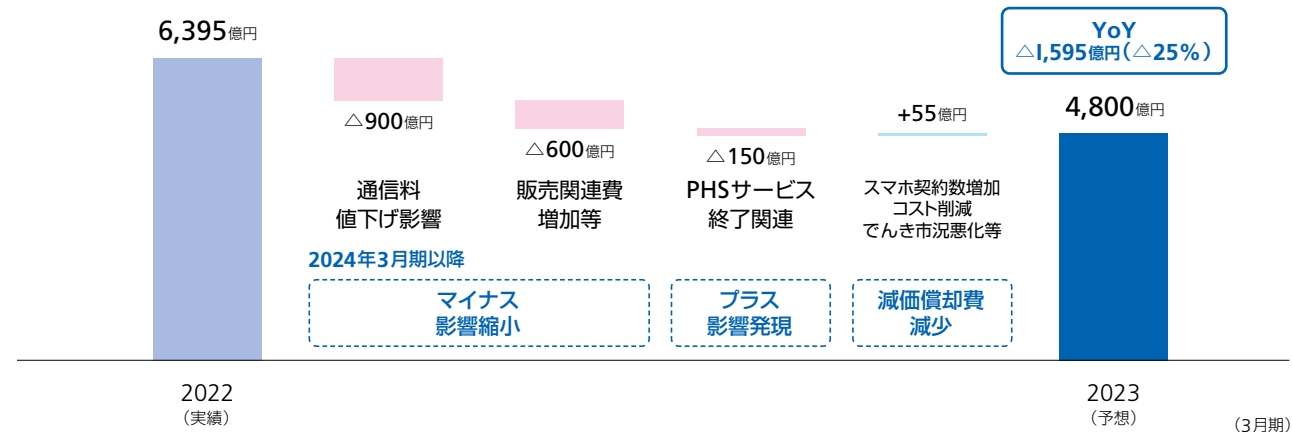 6,395億円
YoY
△1,595億円(△25%)
4,800億円
+55億円
△900億円
△600億円
△150億円
通信料
値下げ影響
販売関連費
増加等
PHSサービス
終了関連
スマホ契約数増加
コスト削減
でんき市況悪化等
2024年3月期以降
マイナス
影響縮小
プラス
影響発現
減価償却費
減少
2022
(実績)
2023
(予想)
(3月期)